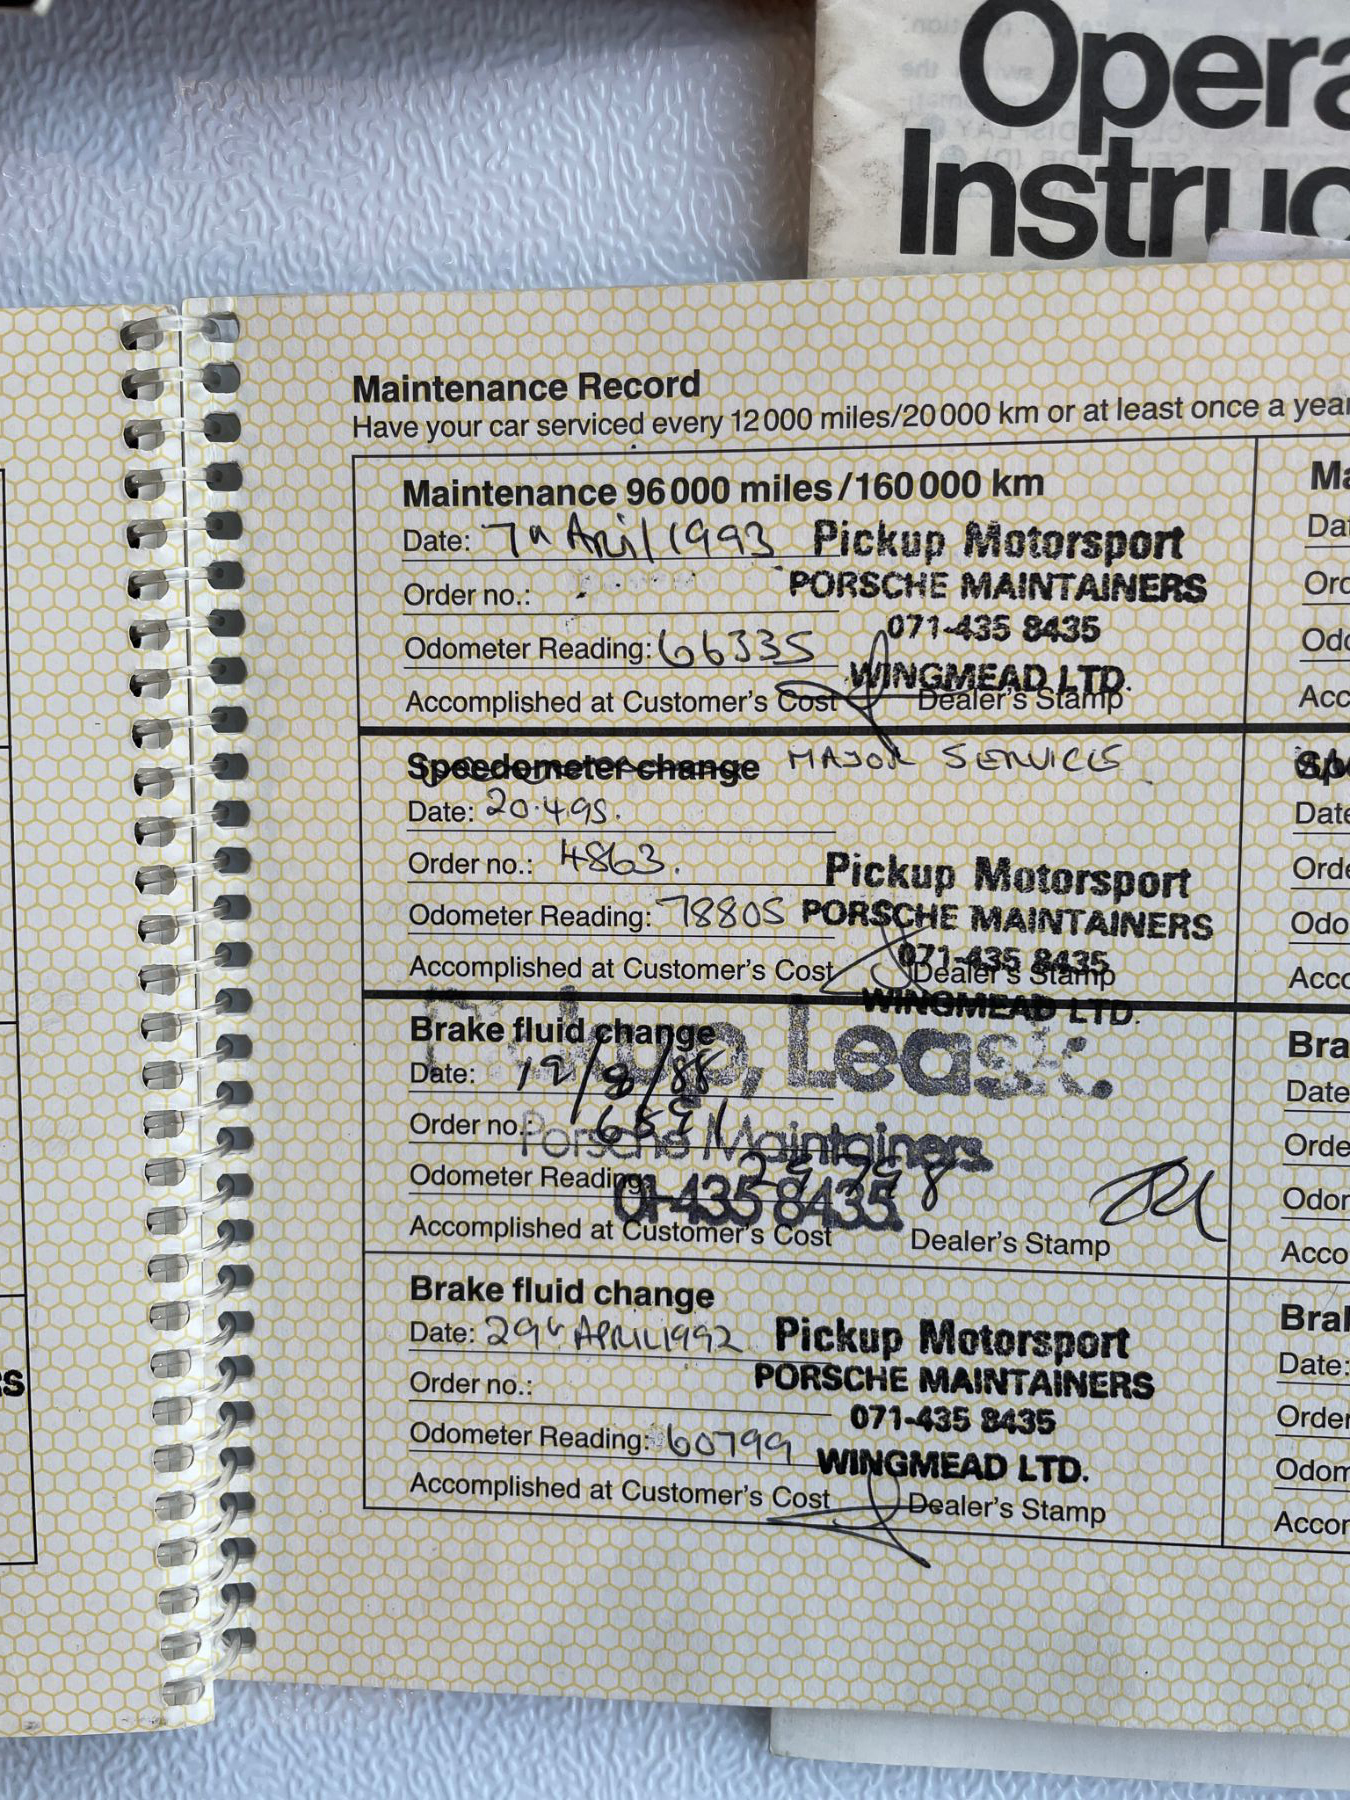 Opera
Instruc
Maintenance Record
Have your car serviced every 12 000 miles/20 000 km or at least once a year
Maintenance 96 000 miles/160 000 km
Date: 7th April 1993
Pickup Motorsport
PORSCHE MAINTAINERS
071-435 8435
WINGMEAD LTD.
Order no.:
Odometer Reading: 66335
Accomplished at Customer's Cost
Dealer's Stamp
Speedometer change MAJOR SERVICE
Date: 20.4.95.
Order no.: 4863.
Pickup Motorsport
PORSCHE MAINTAINERS
071-435 8435
WINGMEAD LTD.
Odometer Reading: 78805
Accomplished at Customer's Cost
Dealer's Stamp
Brake fluid change
Pickup, Leask.
Date: 12/8/88
Order no.: 6591
Porsche Maintainers
Odometer Reading:
01-435 8435
Accomplished at Customer's Cost
Dealer's Stamp
Brake fluid change
Date: 29th APRIL 1992
Pickup Motorsport
PORSCHE MAINTAINERS
071-435 8435
WINGMEAD LTD.
Order no.:
Odometer Reading: 60799
Accomplished at Customer's Cost
Dealer's Stamp
Ma
Dat
Ord
Odo
Acc
Date
Orde
Odo
Acco
Bra
Date
Orde
Odor
Acco
Bral
Date:
Order
Odom
Accor
RS